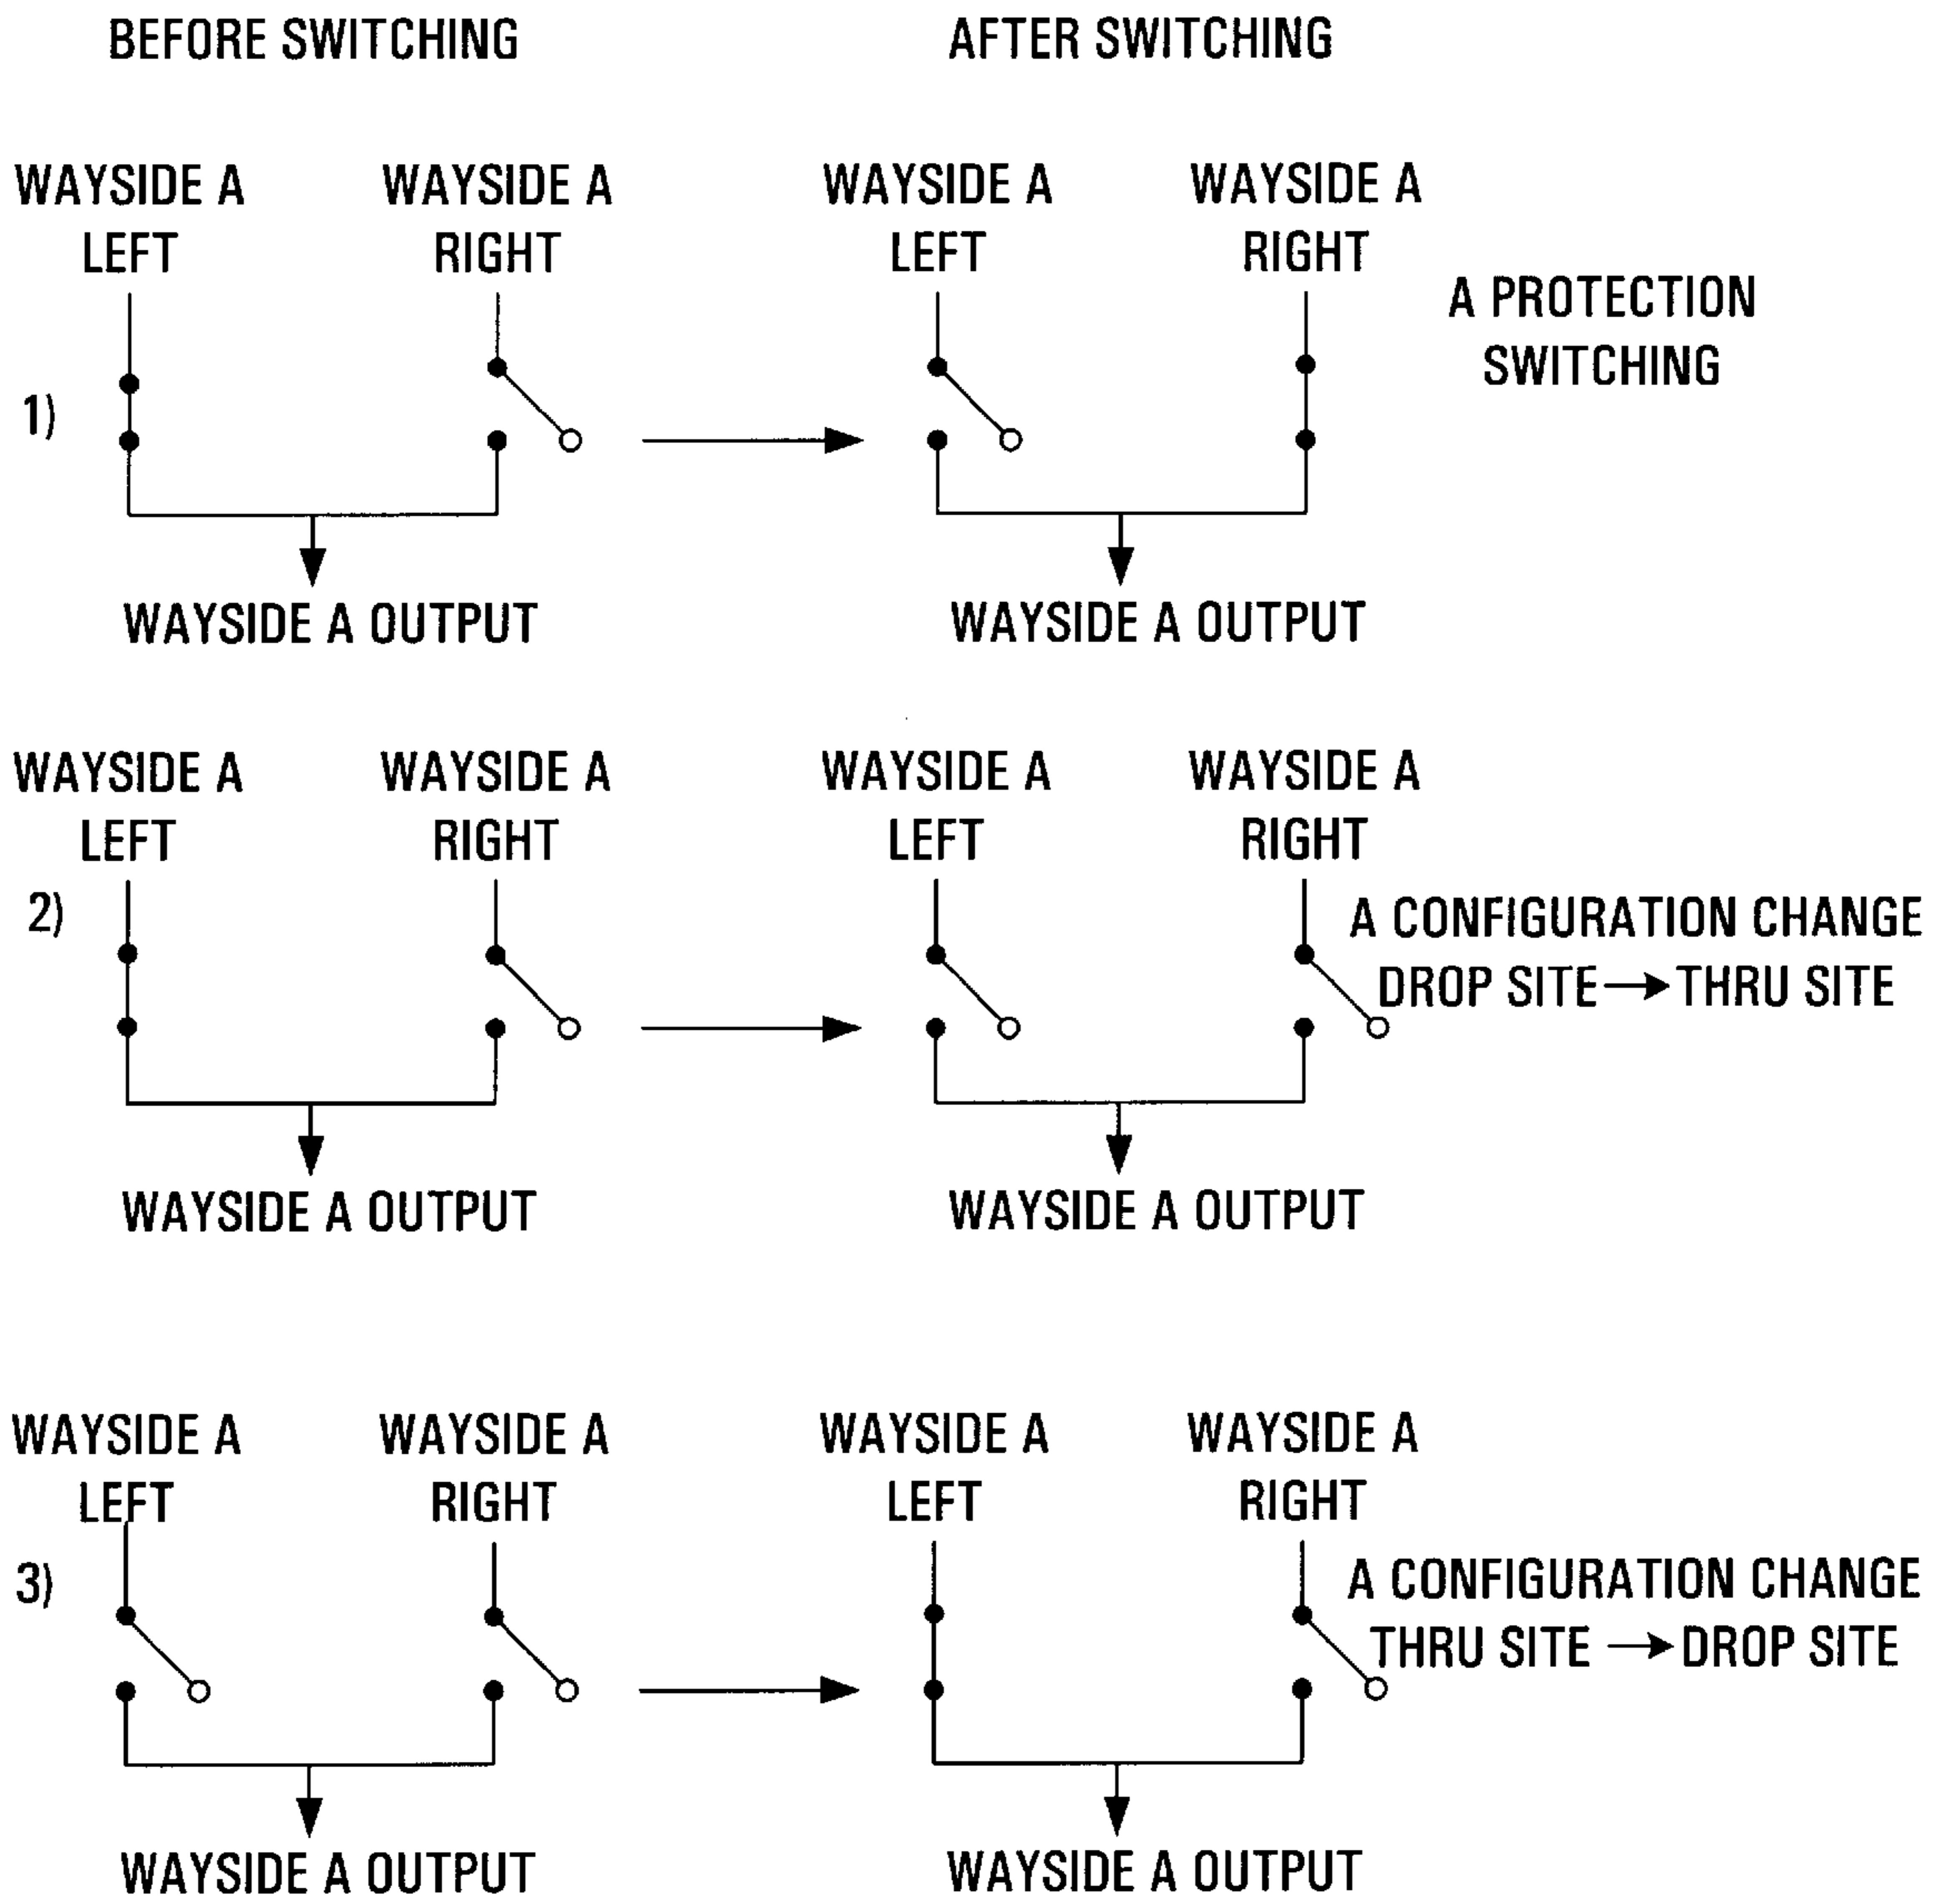 BEFORE SWITCHING
AFTER SWITCHING
WAYSIDE A
LEFT
WAYSIDE A
RIGHT
WAYSIDE A
LEFT
WAYSIDE A
RIGHT
A PROTECTION
SWITCHING
1)
WAYSIDE A OUTPUT
WAYSIDE A OUTPUT
WAYSIDE A
LEFT
WAYSIDE A
RIGHT
WAYSIDE A
LEFT
WAYSIDE A
RIGHT
2)
A CONFIGURATION CHANGE
DROP SITE → THRU SITE
WAYSIDE A OUTPUT
WAYSIDE A OUTPUT
WAYSIDE A
LEFT
WAYSIDE A
RIGHT
WAYSIDE A
LEFT
WAYSIDE A
RIGHT
3)
A CONFIGURATION CHANGE
THRU SITE → DROP SITE
WAYSIDE A OUTPUT
WAYSIDE A OUTPUT